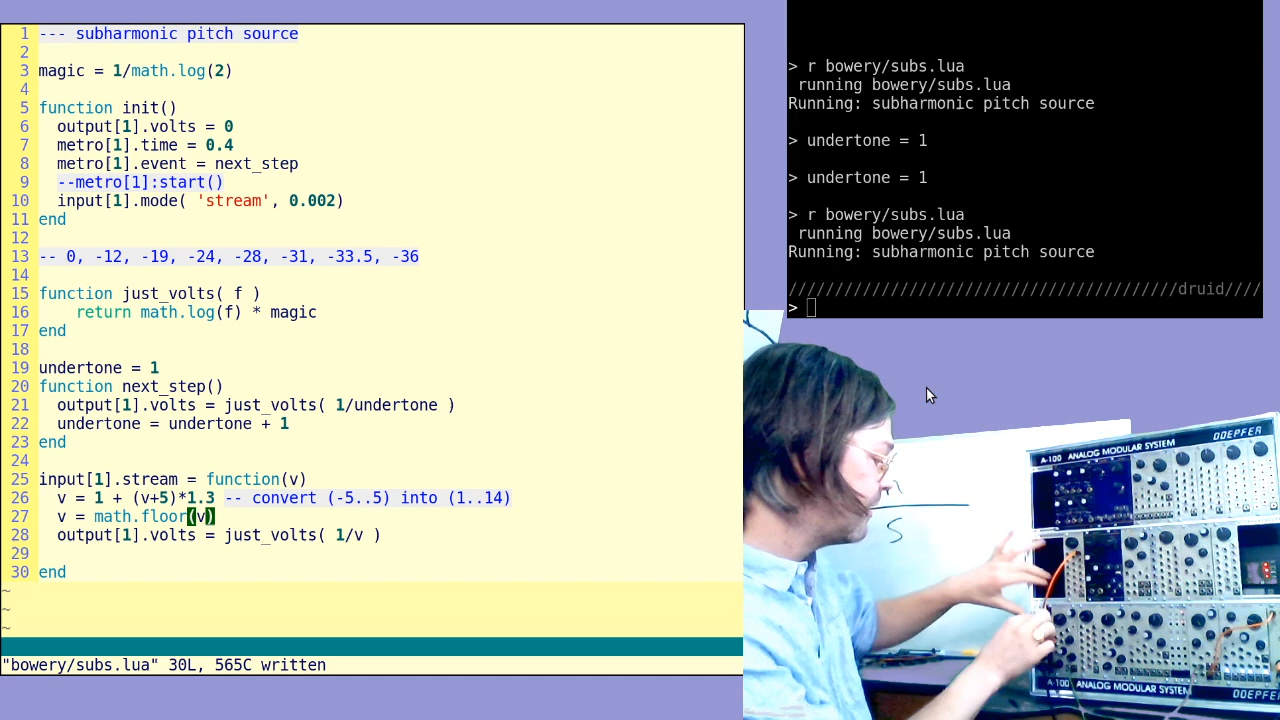 1 --- subharmonic pitch source
2
3 magic = 1/math.log(2)
4
5 function init()
6   output[1].volts = 0
7   metro[1].time = 0.4
8   metro[1].event = next_step
9   --metro[1]:start()
10   input[1].mode( 'stream', 0.002)
11 end
12
13 -- 0, -12, -19, -24, -28, -31, -33.5, -36
14
15 function just_volts( f )
16     return math.log(f) * magic
17 end
18
19 undertone = 1
20 function next_step()
21   output[1].volts = just_volts( 1/undertone )
22   undertone = undertone + 1
23 end
24
25 input[1].stream = function(v)
26   v = 1 + (v+5)*1.3 -- convert (-5..5) into (1..14)
27   v = math.floor(v)
28   output[1].volts = just_volts( 1/v )
29
30 end
~
~
~
"bowery/subs.lua" 30L, 565C written
> r bowery/subs.lua
 running bowery/subs.lua
Running: subharmonic pitch source
> undertone = 1
> undertone = 1
> r bowery/subs.lua
 running bowery/subs.lua
Running: subharmonic pitch source
//////////////////////////////////////////druid////
>
S
A-100 ANALOG MODULAR SYSTEM DOEPFER
A-100 ANALOG MODULAR SYSTEM DOEPFER